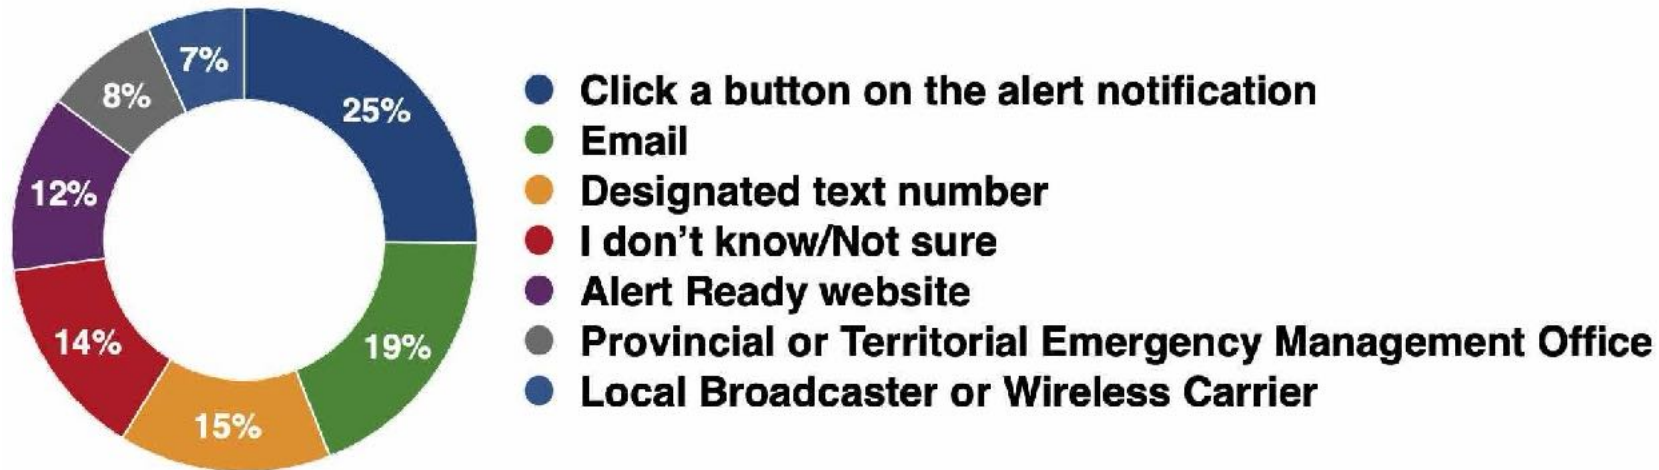 7%
8%
25%
12%
14%
19%
15%
Click a button on the alert notification
Email
Designated text number
I don't know/Not sure
Alert Ready website
Provincial or Territorial Emergency Management Office
Local Broadcaster or Wireless Carrier